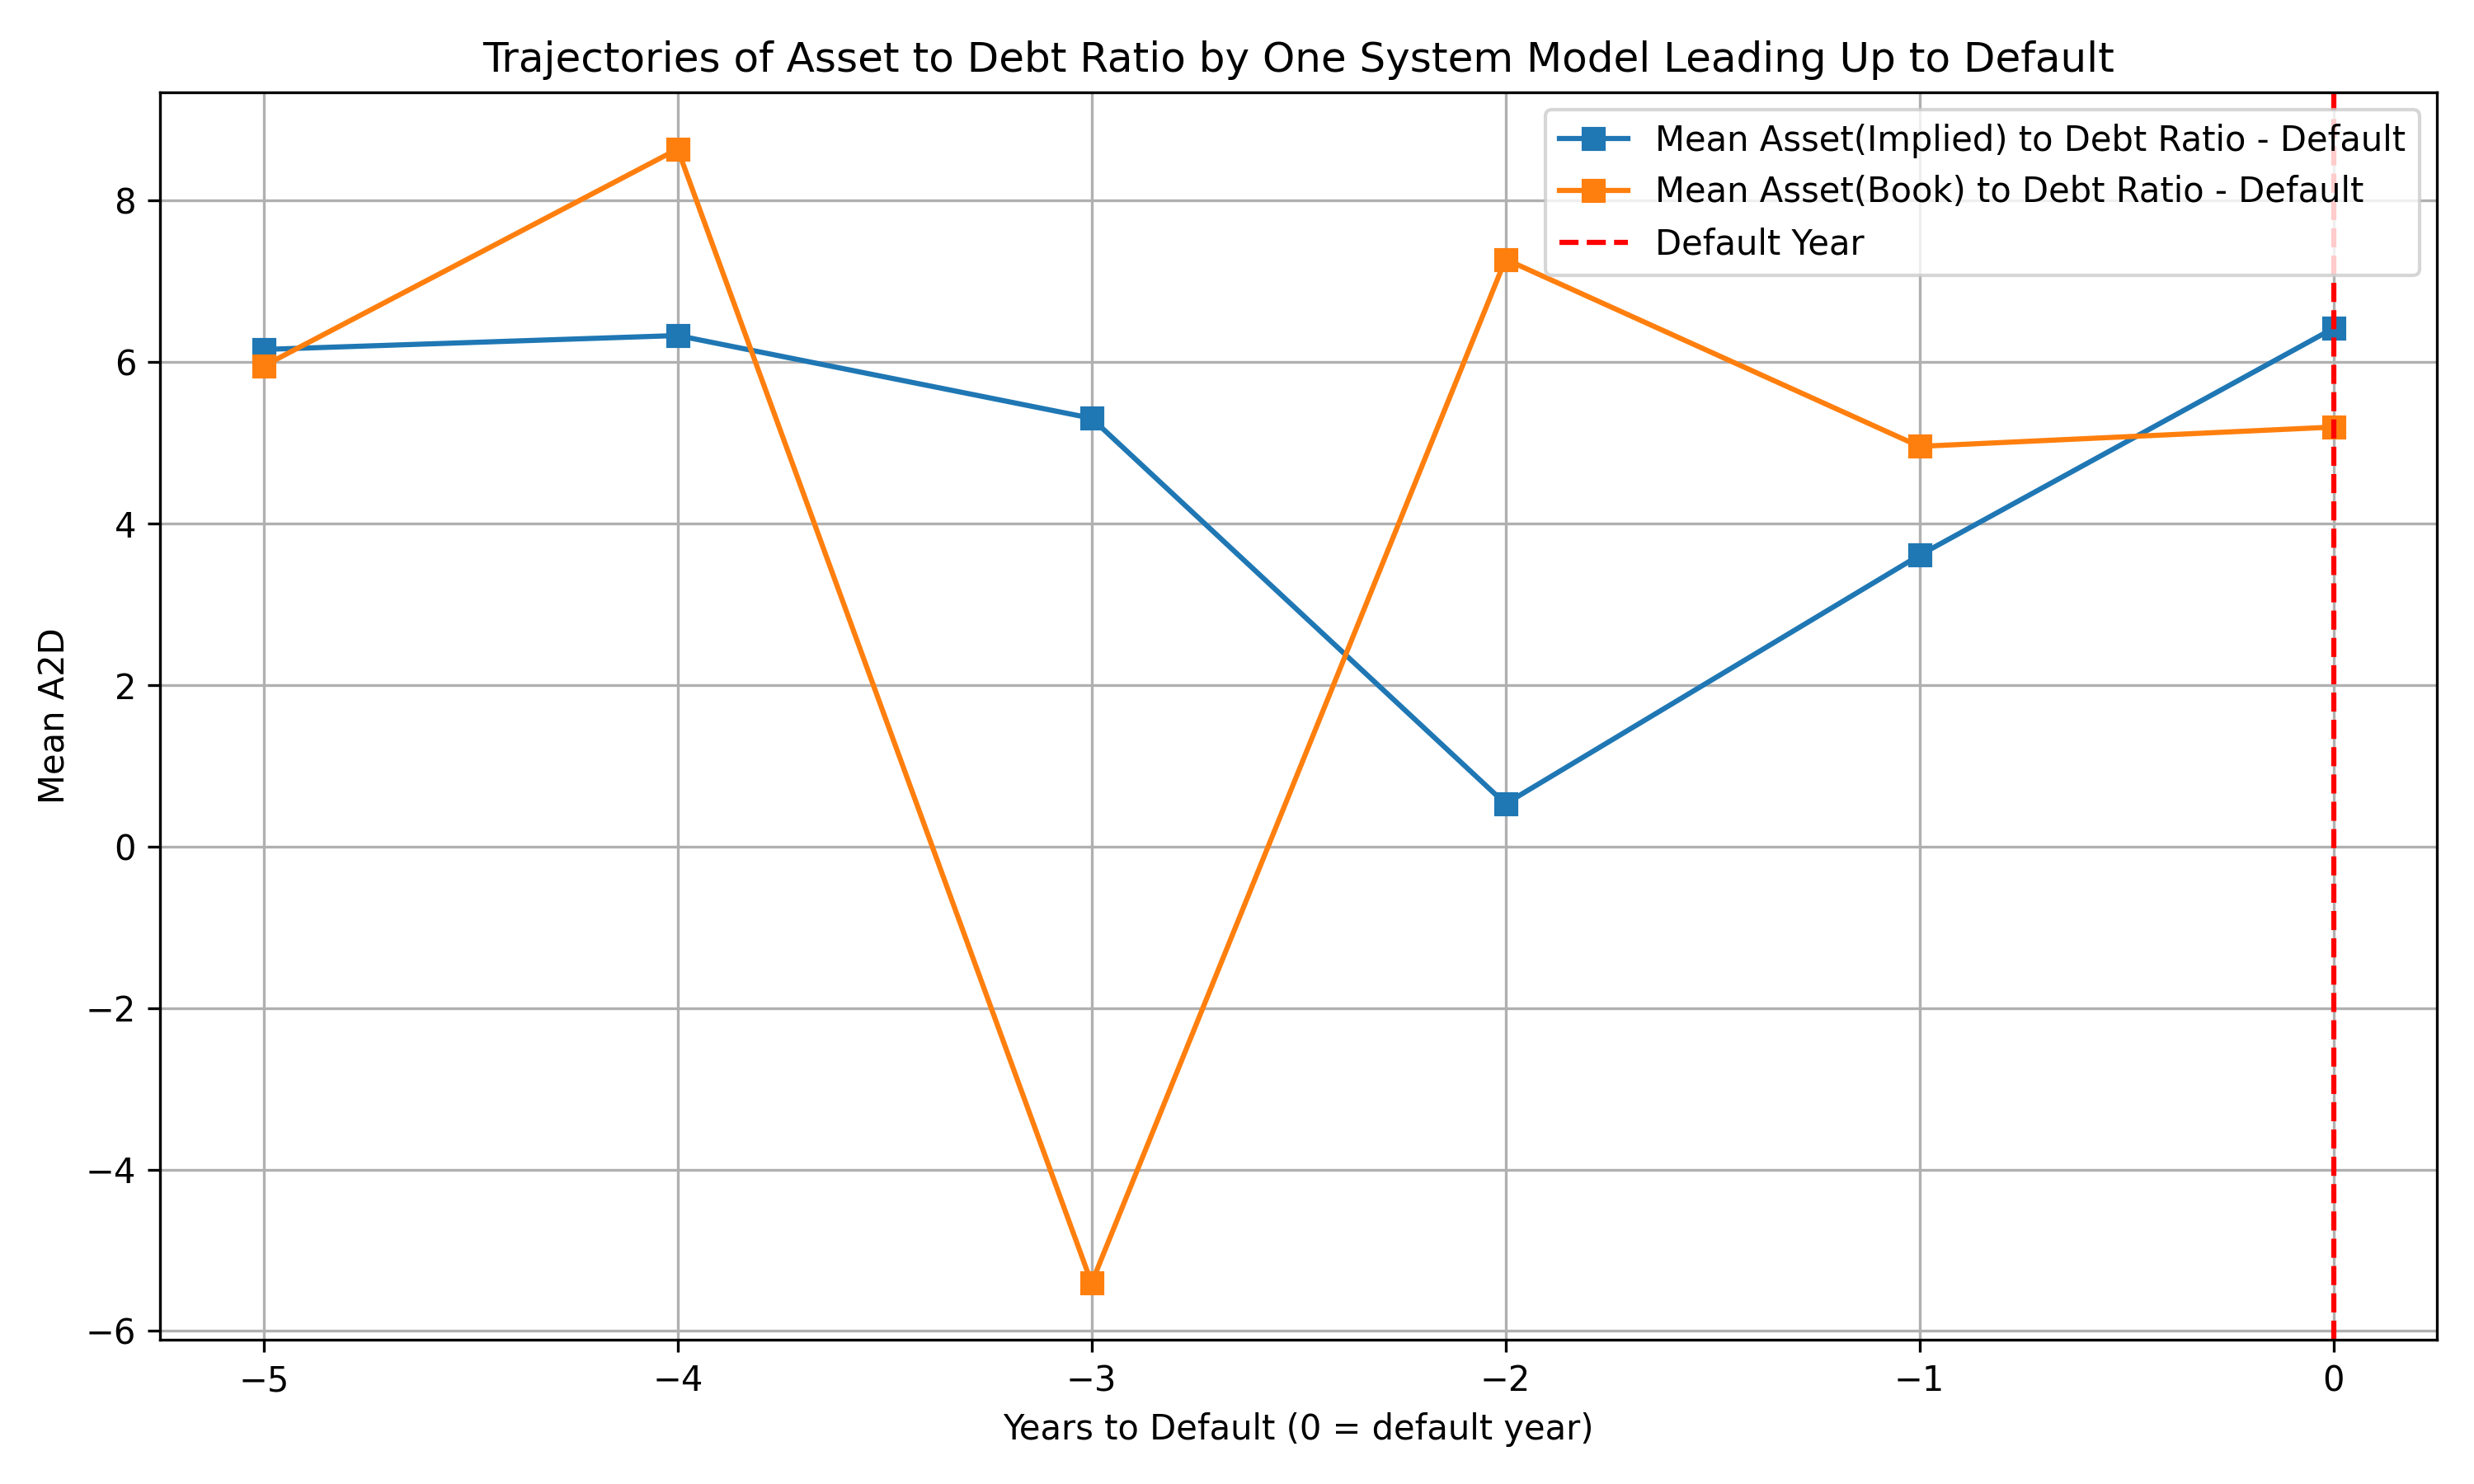 Trajectories of Asset to Debt Ratio by One System Model Leading Up to Default
Mean Asset(Implied) to Debt Ratio - Default
Mean Asset(Book) to Debt Ratio - Default
Default Year
Mean A2D
8
6
4
2
0
−2
−4
−6
−5 −4 −3 −2 −1 0
Years to Default (0 = default year)